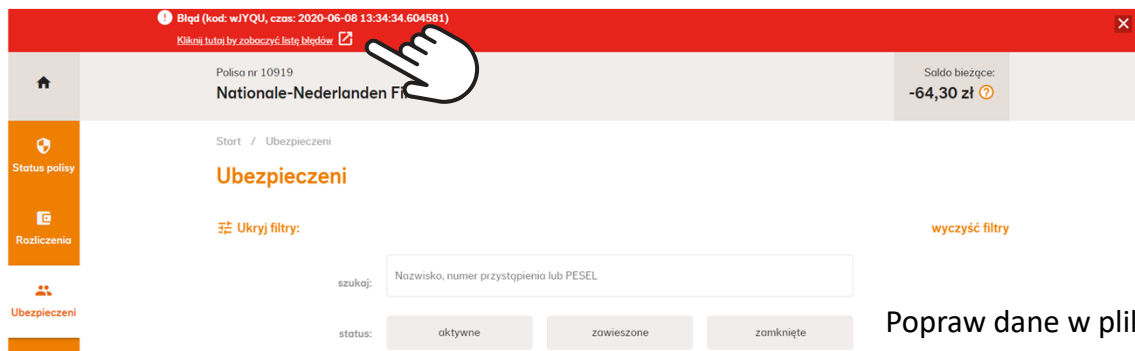 Błąd (kod: wJYQU, czas: 2020-06-08 13:34:34.604581)
Kliknij tutaj by zobaczyć listę błędów
Polisa nr 10919
Nationale-Nederlanden
Saldo bieżące:
-64,30 zł
Start / Ubezpieczeni
Status polisy
Ubezpieczeni
Rozliczenia
Ukryj filtry:
wyczyść filtry
szukaj:
Nazwisko, numer przystąpienia lub PESEL
Ubezpieczeni
status:
aktywne
zawieszone
zamknięte
Popraw dane w